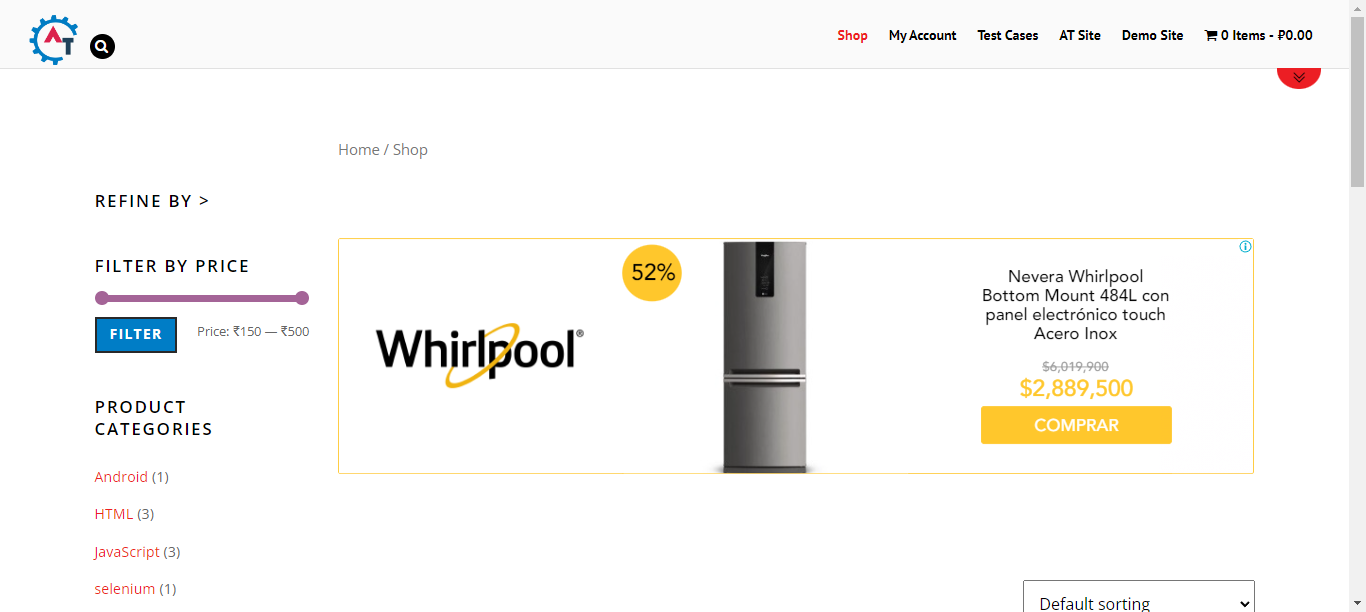 AT
Shop
My Account
Test Cases
AT Site
Demo Site
0 Items - ₽0.00
Home / Shop
REFINE BY >
FILTER BY PRICE
FILTER
Price: ₹150 — ₹500
PRODUCT
CATEGORIES
Android (1)
HTML (3)
JavaScript (3)
selenium (1)
Whirlpool®
52%
Nevera Whirlpool
Bottom Mount 484L con
panel electrónico touch
Acero Inox
$6,019,900
$2,889,500
COMPRAR
Default sorting